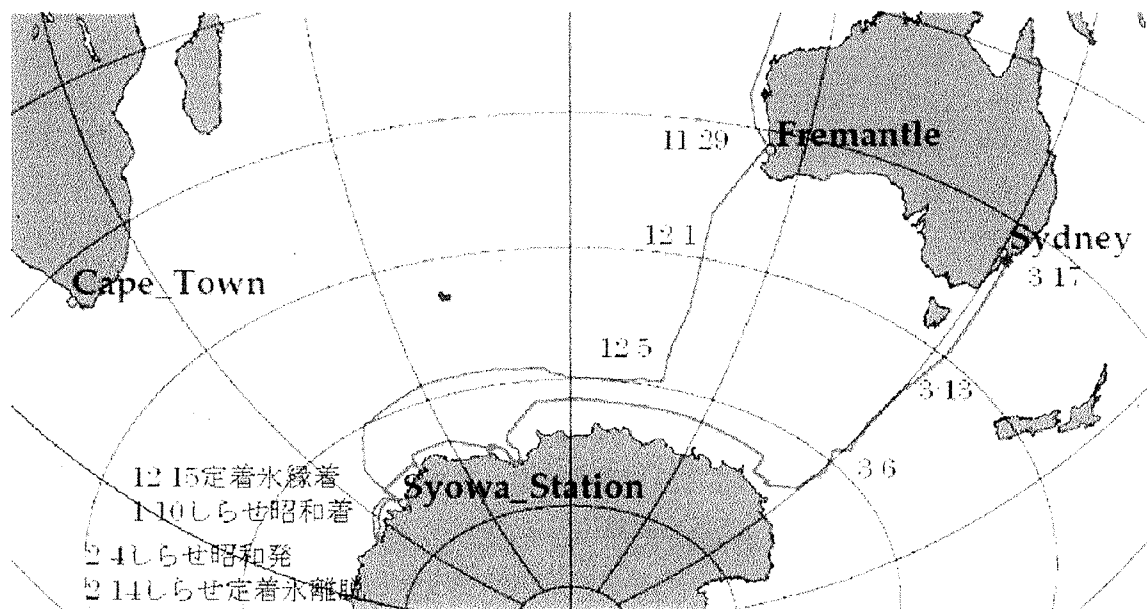 11 29
Fremantle
12 1
Sydney
Cape_Town
3 17
12 5
3 13
3 6
12 15定着氷縁着
Syowa_Station
1 10しらせ昭和着
2 4しらせ昭和発
2 14しらせ定着氷離脱